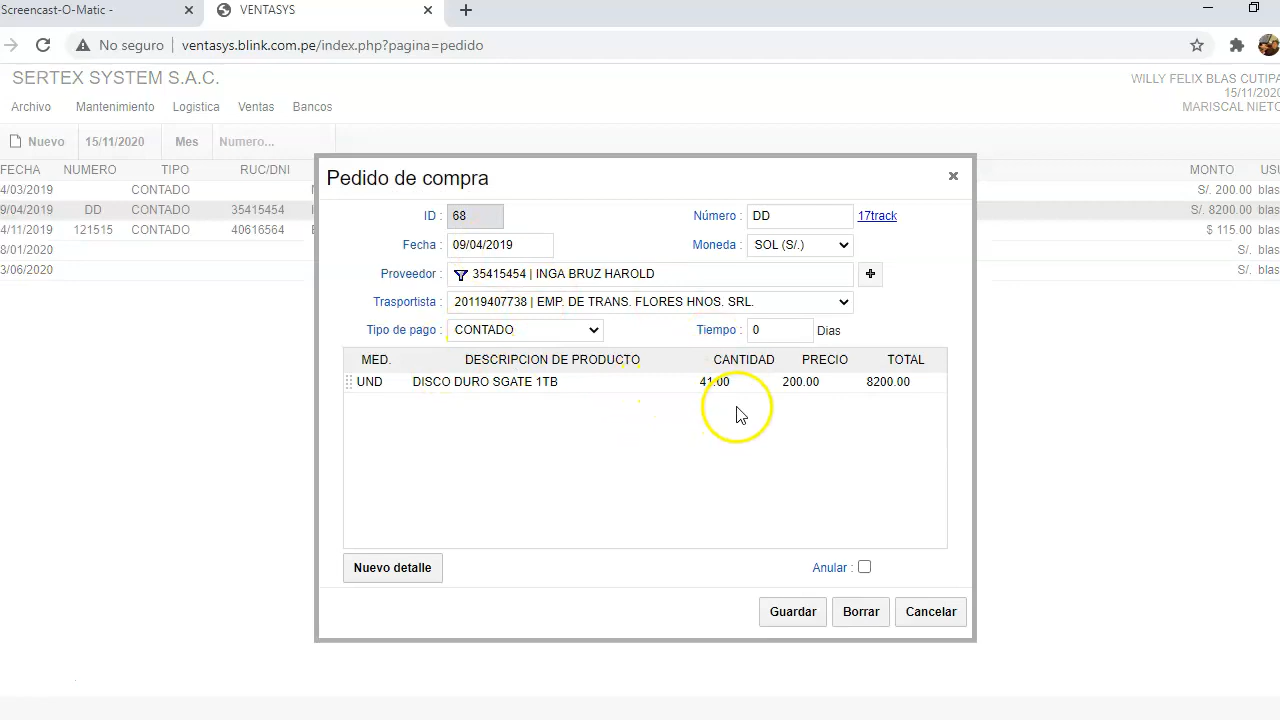 Screencast-O-Matic -
VENTASYS
No seguro
ventasys.blink.com.pe/index.php?pagina=pedido
SERTEX SYSTEM S.A.C.
WILLY FELIX BLAS CUTIPA
15/11/2020
MARISCAL NIETO
Archivo Mantenimiento Logistica Ventas Bancos
Nuevo 15/11/2020 Mes Numero...
FECHA NUMERO TIPO RUC/DNI MONTO USU
4/03/2019 CONTADO S/. 200.00 blas
9/04/2019 DD CONTADO 35415454 S/. 8200.00 blas
4/11/2019 121515 CONTADO 40616564 $ 115.00 blas
8/01/2020 S/. blas
3/06/2020 S/. blas
Pedido de compra
ID : 68 Número : DD 17track
Fecha : 09/04/2019 Moneda : SOL (S/.)
Proveedor : 35415454 | INGA BRUZ HAROLD
Trasportista : 20119407738 | EMP. DE TRANS. FLORES HNOS. SRL.
Tipo de pago : CONTADO Tiempo : 0 Dias
MED. DESCRIPCION DE PRODUCTO CANTIDAD PRECIO TOTAL
UND DISCO DURO SGATE 1TB 41.00 200.00 8200.00
Nuevo detalle Anular :
Guardar Borrar Cancelar